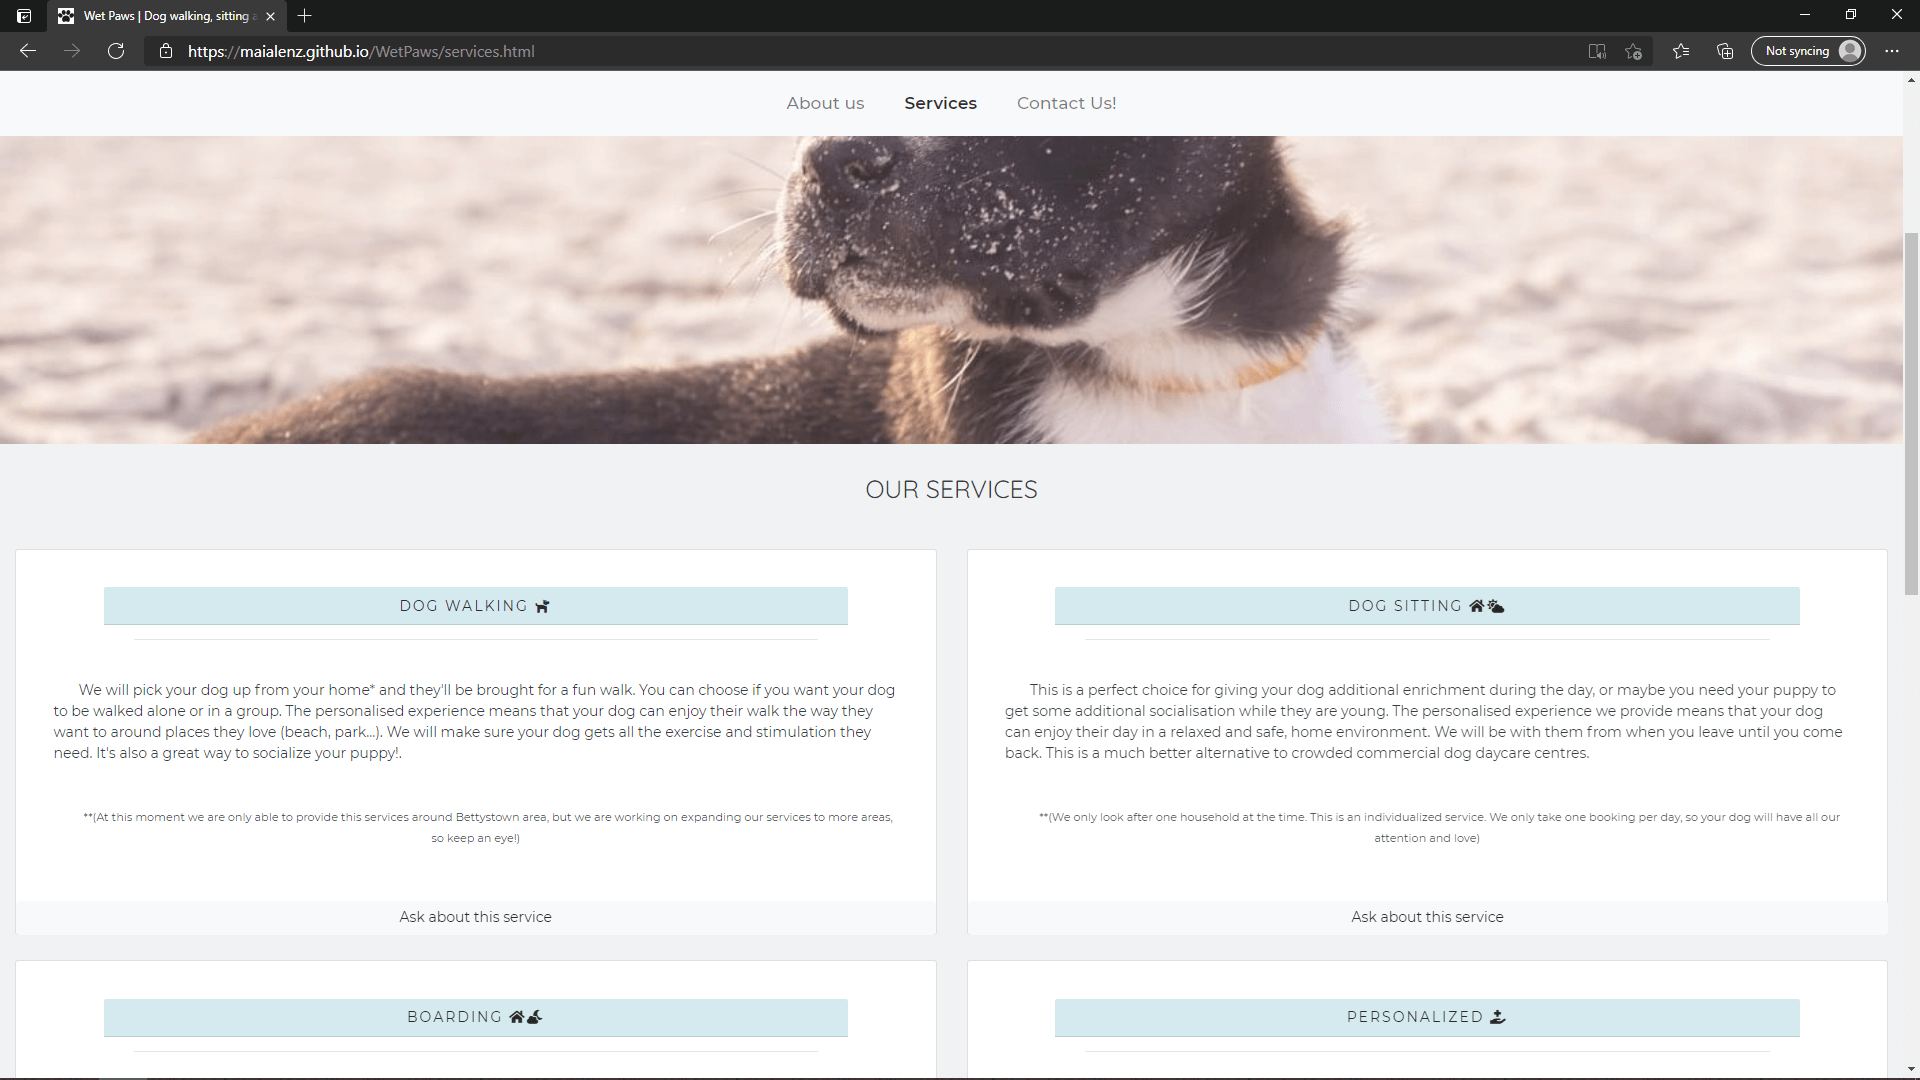 Wet Paws | Dog walking, sitting
https://maialenz.github.io/WetPaws/services.html
Not syncing
About us
Services
Contact Us!
OUR SERVICES
DOG WALKING
We will pick your dog up from your home* and they'll be brought for a fun walk. You can choose if you want your dog
to be walked alone or in a group. The personalised experience means that your dog can enjoy their walk the way they
want to around places they love (beach, park...). We will make sure your dog gets all the exercise and stimulation they
need. It's also a great way to socialize your puppy!.
**(At this moment we are only able to provide this services around Bettystown area, but we are working on expanding our services to more areas,
so keep an eye!)
Ask about this service
DOG SITTING
This is a perfect choice for giving your dog additional enrichment during the day, or maybe you need your puppy to
get some additional socialisation while they are young. The personalised experience we provide means that your dog
can enjoy their day in a relaxed and safe, home environment. We will be with them from when you leave until you come
back. This is a much better alternative to crowded commercial dog daycare centres.
**(We only look after one household at the time. This is an individualized service. We only take one booking per day, so your dog will have all our
attention and love)
Ask about this service
BOARDING
PERSONALIZED